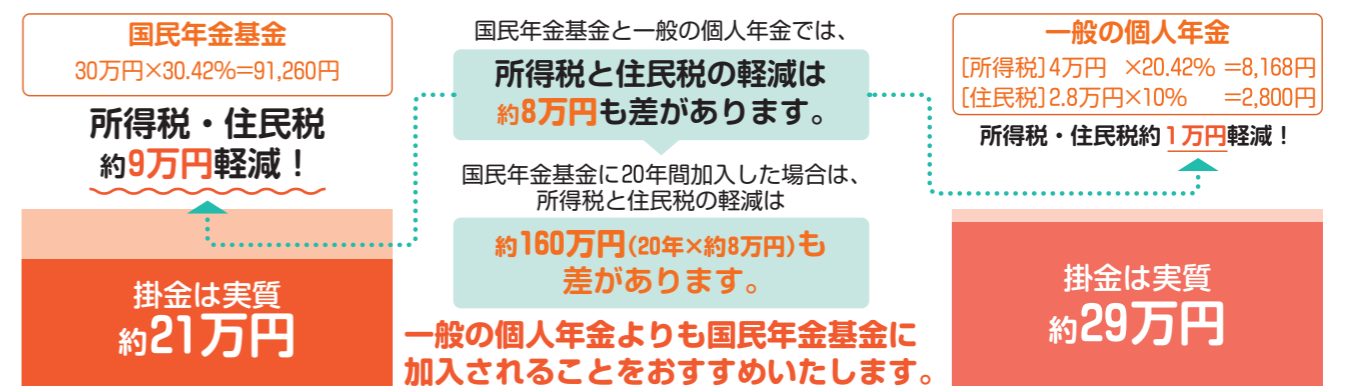 国民年金基金
30万円×30.42%=91,260円
所得税・住民税
約9万円軽減！
掛金は実質
約21万円
国民年金基金と一般の個人年金では、
所得税と住民税の軽減は
約8万円も差があります。
国民年金基金に20年間加入した場合は、
所得税と住民税の軽減は
約160万円(20年×約8万円)も
差があります。
一般の個人年金よりも国民年金基金に
加入されることをおすすめいたします。
一般の個人年金
[所得税]4万円 ×20.42% =8,168円
[住民税]2.8万円×10% =2,800円
所得税・住民税約1万円軽減！
掛金は実質
約29万円